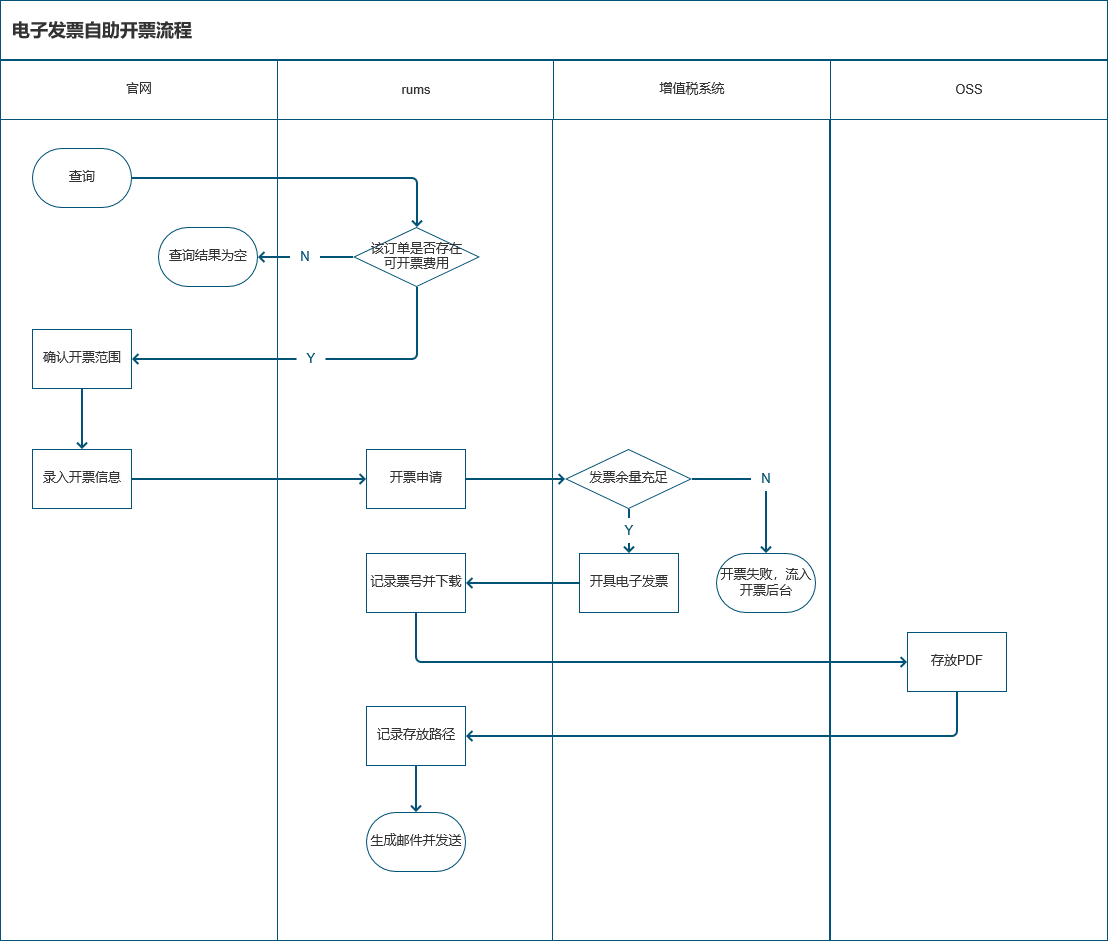 电子发票自助开票流程
官网
rums
增值税系统
OSS
查询
查询结果为空
N
该订单是否存在
可开票费用
确认开票范围
Y
录入开票信息
开票申请
发票余量充足
N
Y
记录票号并下载
开具电子发票
开票失败，流入
开票后台
存放PDF
记录存放路径
生成邮件并发送